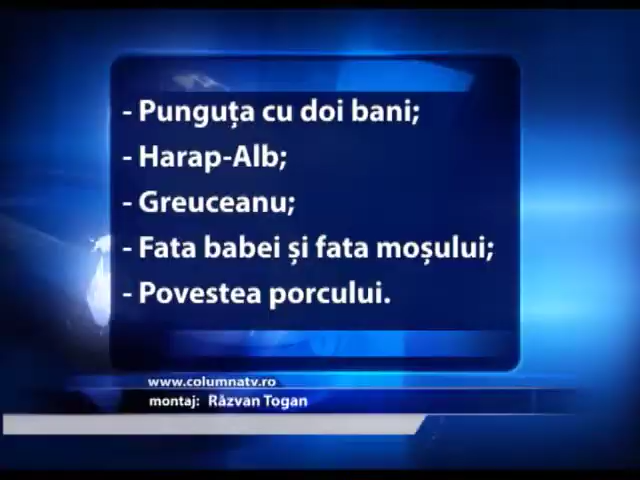 - Punguța cu doi bani;
- Harap-Alb;
- Greuceanu;
- Fata babei și fata moșului;
- Povestea porcului.
www.columnatv.ro
montaj: Răzvan Togan